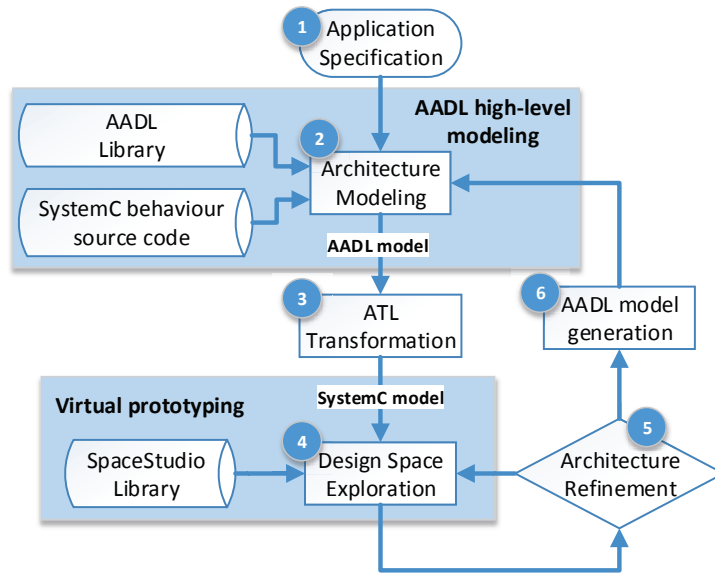 1
Application
Specification
AADL high-level
modeling
AADL
Library
2
Architecture
Modeling
SystemC behaviour
source code
AADL model
3
ATL
Transformation
6
AADL model
generation
SystemC model
Virtual prototyping
4
Design Space
Exploration
SpaceStudio
Library
5
Architecture
Refinement